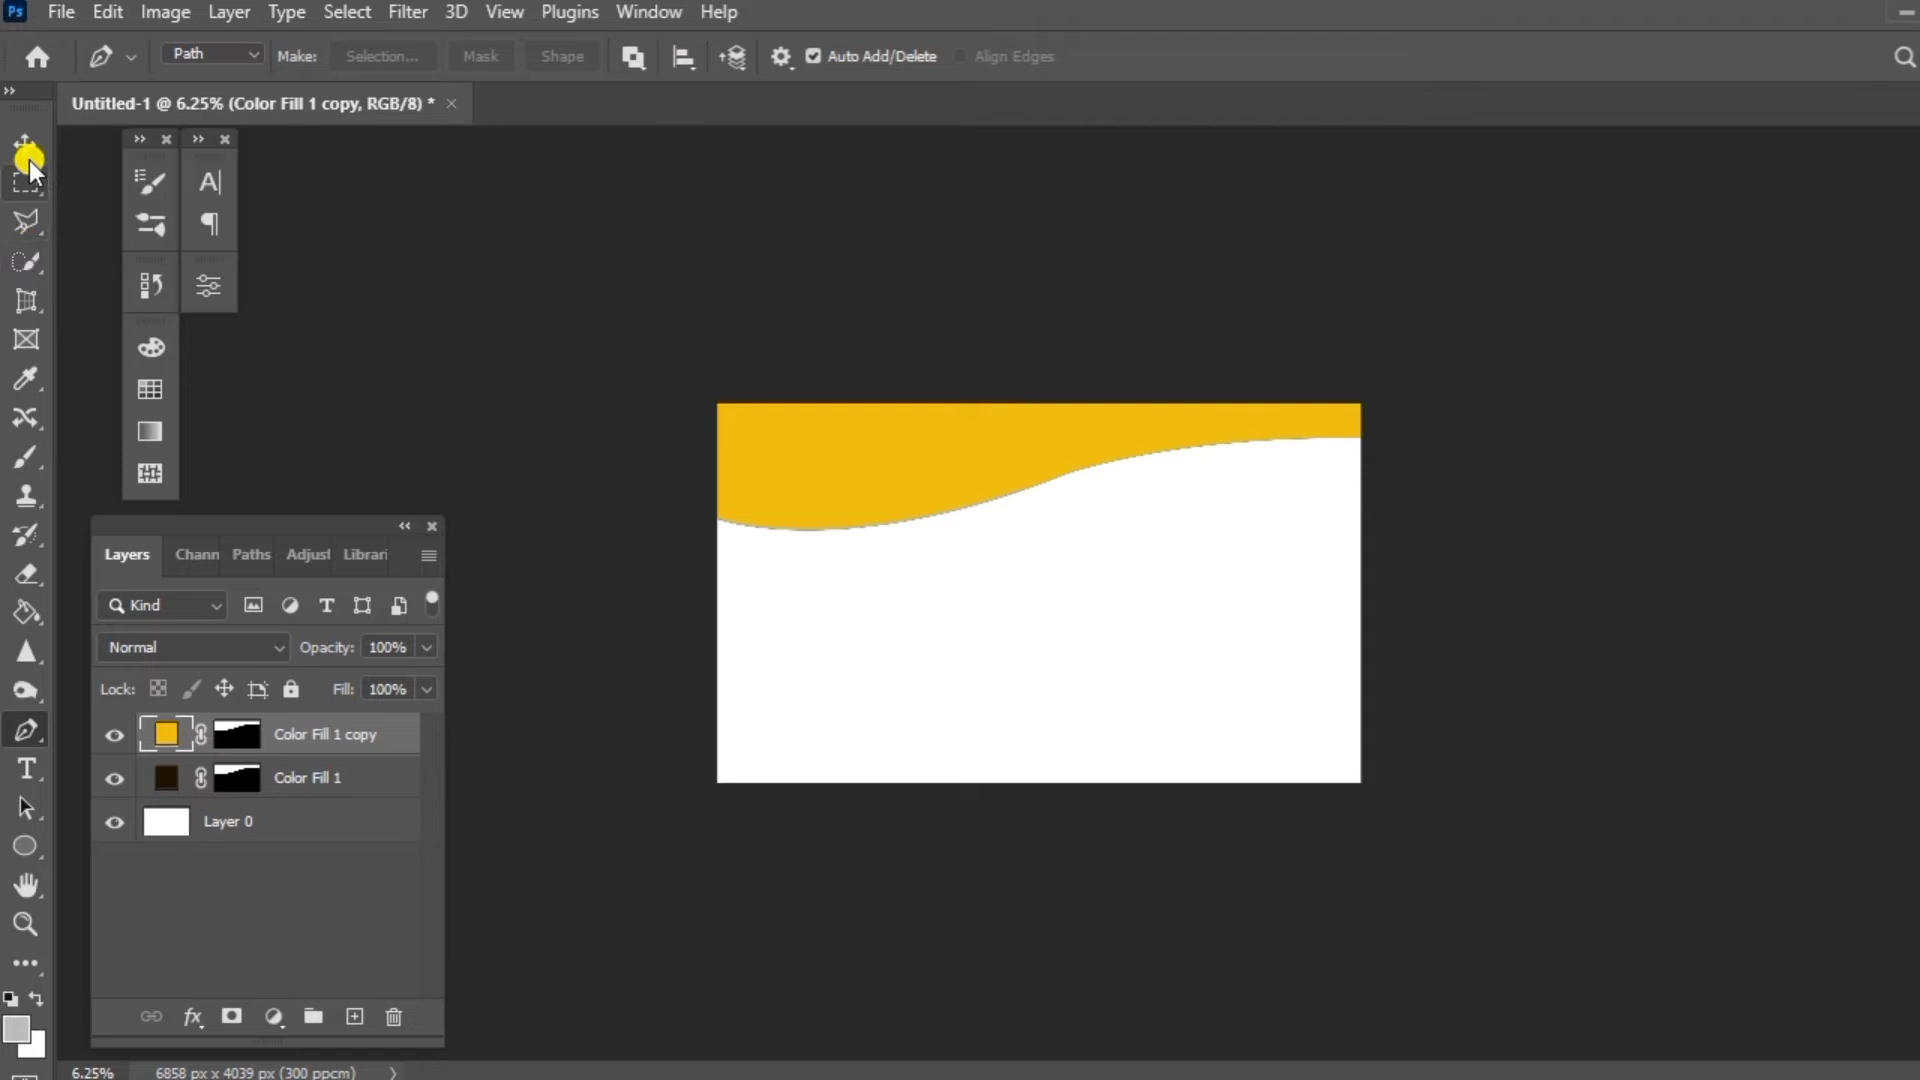 Ps File Edit Image Layer Type Select Filter 3D View Plugins Window Help
Path Make: Selection... Mask Shape Auto Add/Delete Align Edges
Untitled-1 @ 6.25% (Color Fill 1 copy, RGB/8) *
Layers Chann Paths Adjust Librari
Kind
Normal Opacity: 100%
Lock: Fill: 100%
Color Fill 1 copy
Color Fill 1
Layer 0
fx
6.25% 6858 px x 4039 px (300 ppcm)